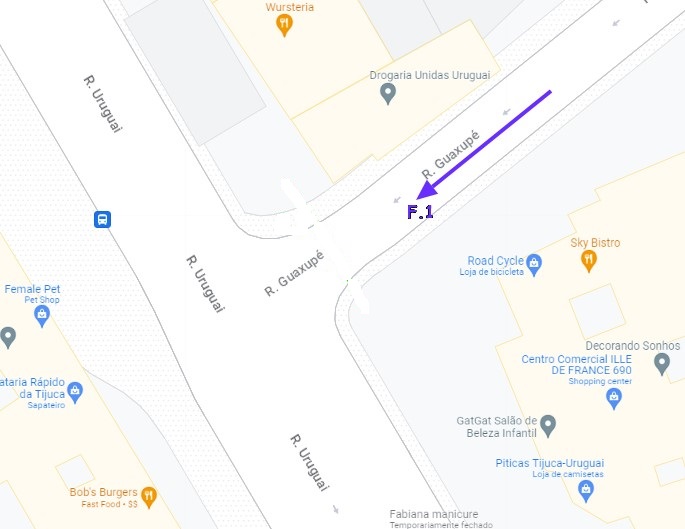 Wursteria
R. Uruguai
Drogaria Unidas Uruguai
R. Guaxupé
F.1
Sky Bistro
Road Cycle
Loja de bicicleta
R. Guaxupé
R. Uruguai
Female Pet
Pet Shop
Decorando Sonhos
Centro Comercial ILLE
DE FRANCE 690
Shopping center
ataria Rápido
da Tijuca
Sapateiro
GatGat Salão de
Beleza Infantil
R. Uruguai
Piticas Tijuca-Uruguai
Loja de camisetas
Bob's Burgers
Fast Food • $$
Fabiana manicure
Temporariamente fechado